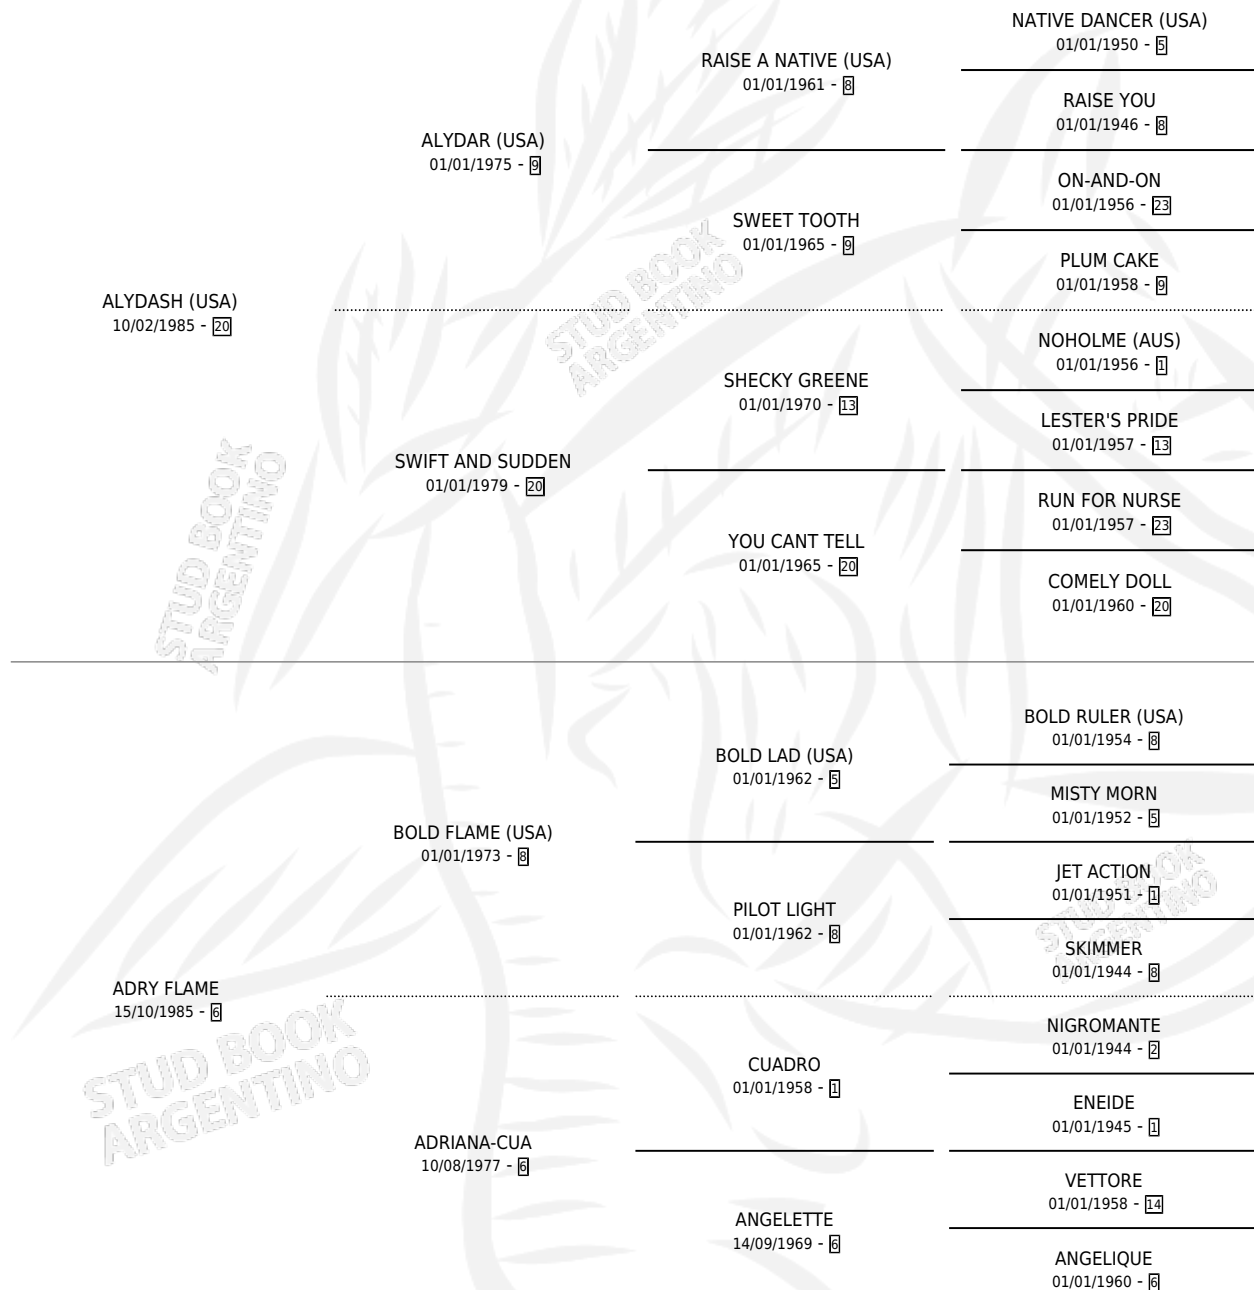 NATIVE DANCER (USA)
01/01/1950 - 5
RAISE A NATIVE (USA)
01/01/1961 - 8
RAISE YOU
01/01/1946 - 8
ALYDAR (USA)
01/01/1975 - 9
ON-AND-ON
01/01/1956 - 23
SWEET TOOTH
01/01/1965 - 9
PLUM CAKE
01/01/1958 - 9
ALYDASH (USA)
10/02/1985 - 20
NOHOLME (AUS)
01/01/1956 - 1
SHECKY GREENE
01/01/1970 - 13
LESTER'S PRIDE
01/01/1957 - 13
SWIFT AND SUDDEN
01/01/1979 - 20
RUN FOR NURSE
01/01/1957 - 23
YOU CANT TELL
01/01/1965 - 20
COMELY DOLL
01/01/1960 - 20
STUD BOOK
ARGENTINO
STUD BOOK
ARGENTINO
BOLD RULER (USA)
01/01/1954 - 8
BOLD LAD (USA)
01/01/1962 - 5
MISTY MORN
01/01/1952 - 5
BOLD FLAME (USA)
01/01/1973 - 8
JET ACTION
01/01/1951 - 1
PILOT LIGHT
01/01/1962 - 8
SKIMMER
01/01/1944 - 8
ADRY FLAME
15/10/1985 - 6
NIGROMANTE
01/01/1944 - 2
CUADRO
01/01/1958 - 1
ENEIDE
01/01/1945 - 1
ADRIANA-CUA
10/08/1977 - 6
VETTORE
01/01/1958 - 14
ANGELETTE
14/09/1969 - 6
ANGELIQUE
01/01/1960 - 6
STUD BOOK
ARGENTINO
STUD BOOK
ARGENTINO